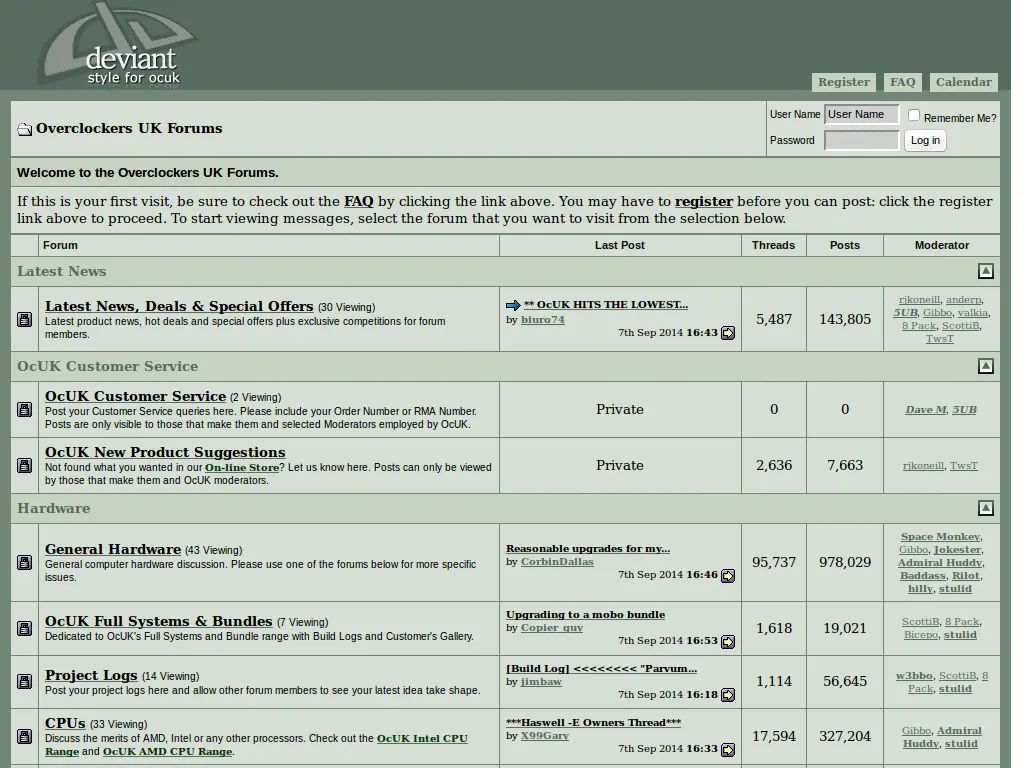 deviant
style for ocuk
Register FAQ Calendar
Overclockers UK Forums
User Name User Name Remember Me?
Password Log in
Welcome to the Overclockers UK Forums.
If this is your first visit, be sure to check out the FAQ by clicking the link above. You may have to register before you can post: click the register
link above to proceed. To start viewing messages, select the forum that you want to visit from the selection below.
Forum Last Post Threads Posts Moderator
Latest News
Latest News, Deals & Special Offers (30 Viewing)
Latest product news, hot deals and special offers plus exclusive competitions for forum
members.
** OcUK HITS THE LOWEST...
by biuro74
7th Sep 2014 16:43
5,487
143,805
rjkoneill, anderp,
5UB, Gibbo, valkia,
8 Pack, ScottiB,
TwsT
OcUK Customer Service
OcUK Customer Service (2 Viewing)
Post your Customer Service queries here. Please include your Order Number or RMA Number.
Posts are only visible to those that make them and selected Moderators employed by OcUK.
Private
0
0
Dave M, 5UB
OcUK New Product Suggestions
Not found what you wanted in our On-line Store? Let us know here. Posts can only be viewed
by those that make them and OcUK moderators.
Private
2,636
7,663
rjkoneill, TwsT
Hardware
General Hardware (43 Viewing)
General computer hardware discussion. Please use one of the forums below for more specific
issues.
Reasonable upgrades for my...
by CorbinDallas
7th Sep 2014 16:46
95,737
978,029
Space Monkey,
Gibbo, Jokester,
Admiral Huddy,
Baddass, Rilot,
hilly, stulid
OcUK Full Systems & Bundles (7 Viewing)
Dedicated to OcUK's Full Systems and Bundle range with Build Logs and Customer's Gallery.
Upgrading to a mobo bundle
by Copier guy
7th Sep 2014 16:53
1,618
19,021
ScottiB, 8 Pack,
Bicepo, stulid
Project Logs (14 Viewing)
Post your project logs here and allow other forum members to see your latest idea take shape.
[Build Log] <<<<<<<< "Parvum...
by jimbaw
7th Sep 2014 16:18
1,114
56,645
w3bbo, ScottiB, 8
Pack, stulid
CPUs (33 Viewing)
Discuss the merits of AMD, Intel or any other processors. Check out the OcUK Intel CPU
Range and OcUK AMD CPU Range.
***Haswell -E Owners Thread***
by X99Gary
7th Sep 2014 16:33
17,594
327,204
Gibbo, Admiral
Huddy, stulid